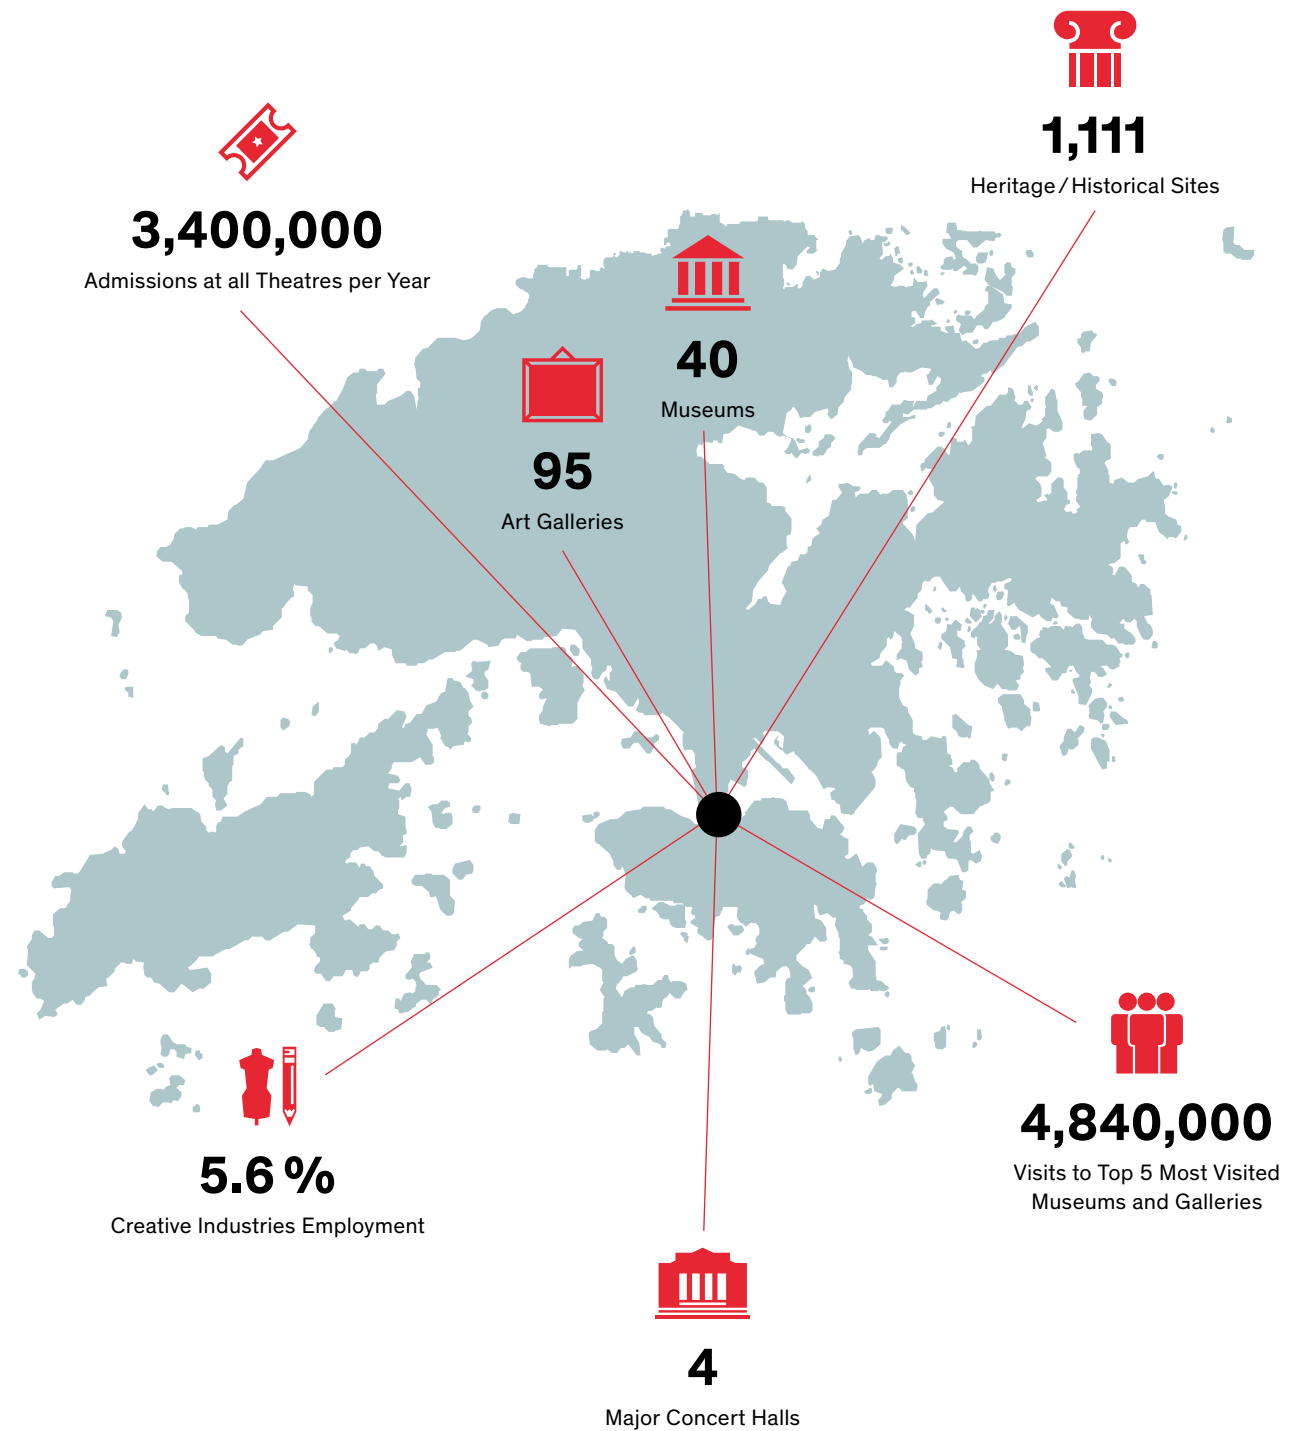 1,111
Heritage/Historical Sites
3,400,000
Admissions at all Theatres per Year
40
Museums
95
Art Galleries
4,840,000
Visits to Top 5 Most Visited
Museums and Galleries
5.6 %
Creative Industries Employment
4
Major Concert Halls